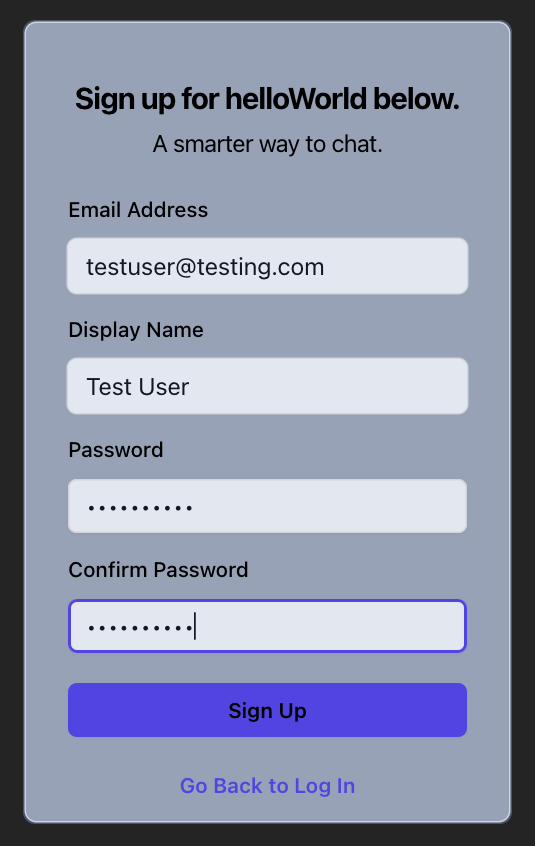 Sign up for helloWorld below.
A smarter way to chat.
Email Address
testuser@testing.com
Display Name
Test User
Password
••••••••••
Confirm Password
••••••••••
Sign Up
Go Back to Log In